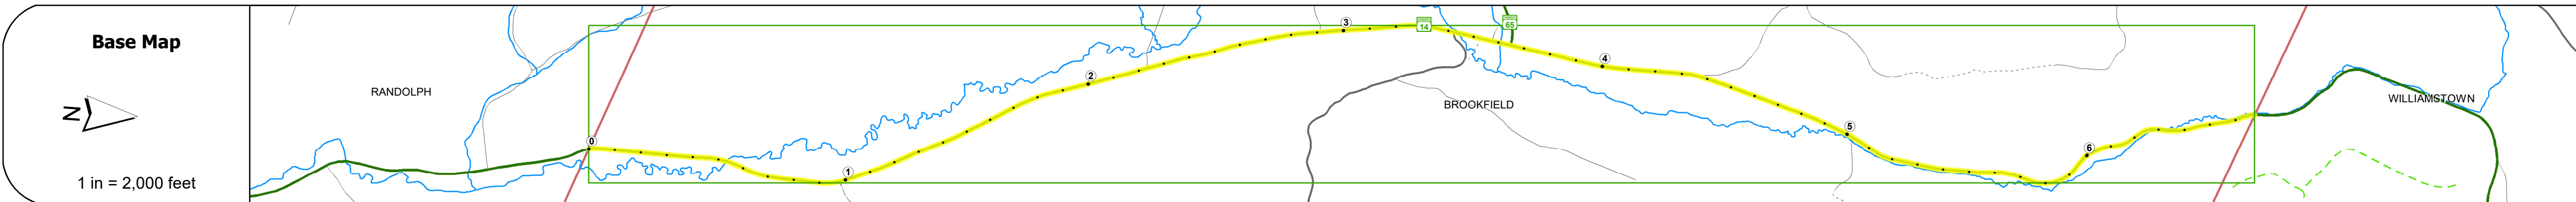 Base Map
N
1 in = 2,000 feet
RANDOLPH
0
1
2
3
14
65
4
BROOKFIELD
5
6
WILLIAMSTOWN